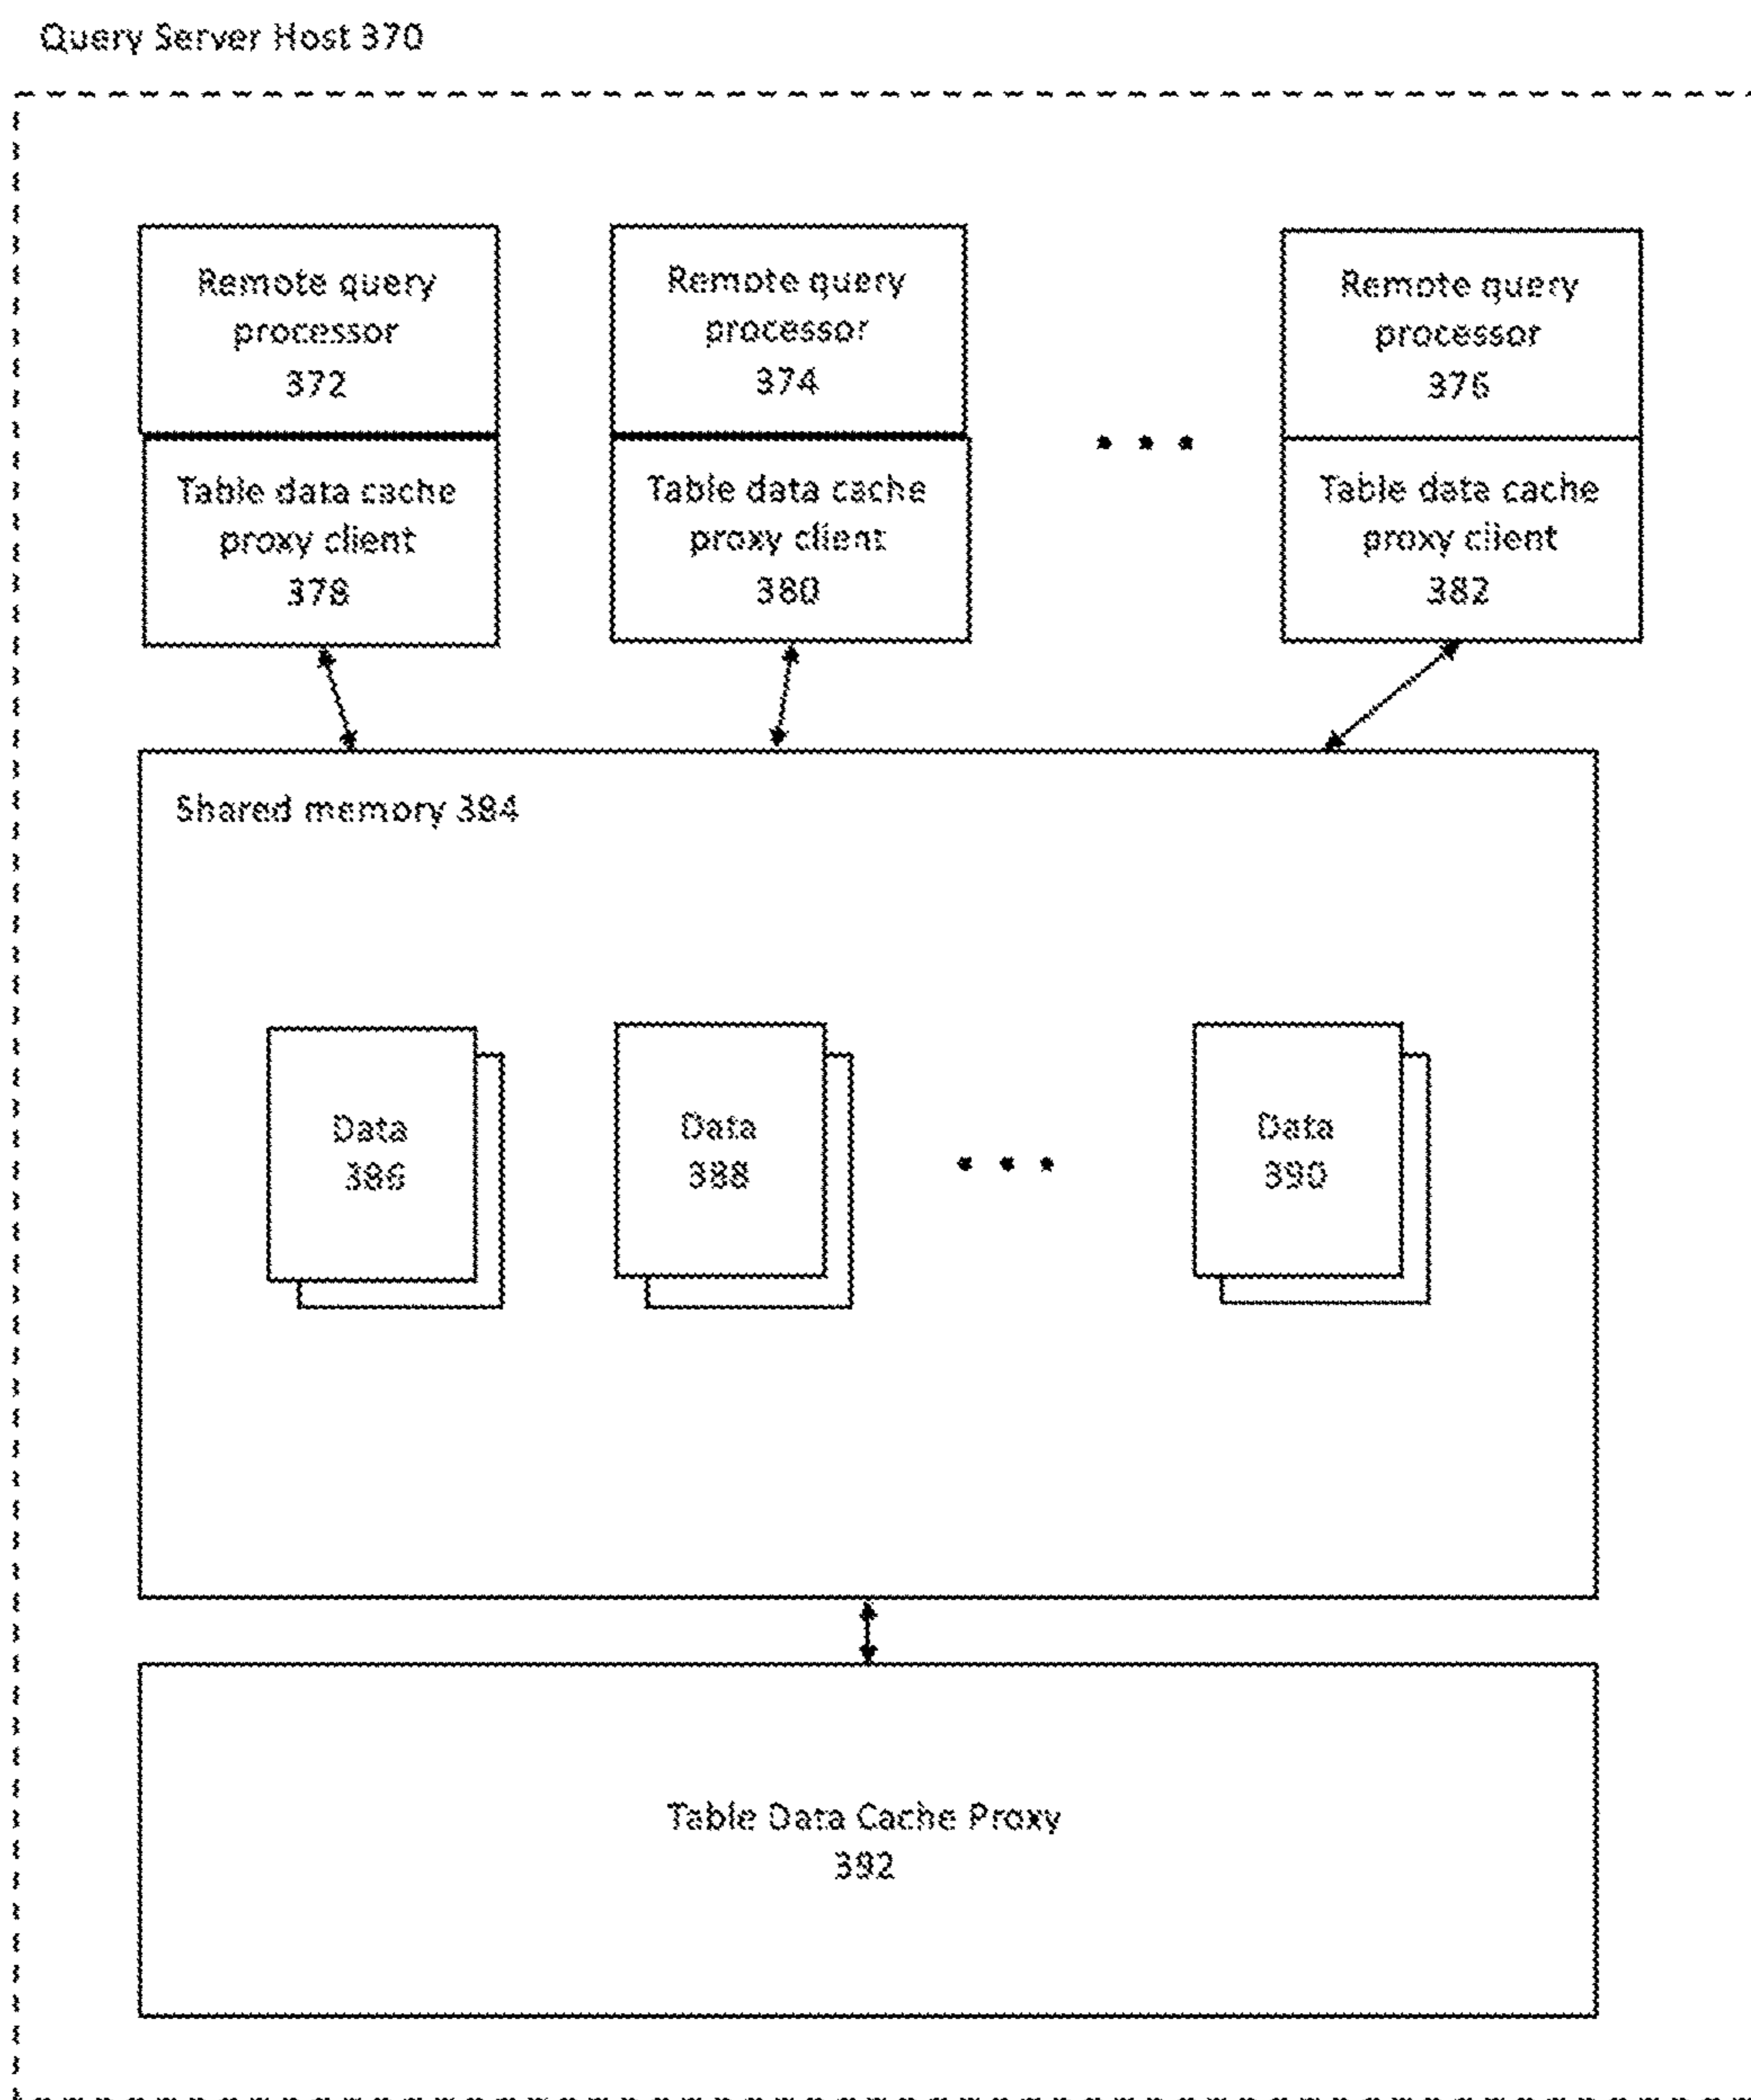 Query Server Host 370
Remote query
processor
372
Table data cache
proxy client
378
Remote query
processor
374
Table data cache
proxy client
380
Remote query
processor
376
Table data cache
proxy client
382
Shared memory 384
Data
386
Data
388
Data
390
Table Data Cache Proxy
392